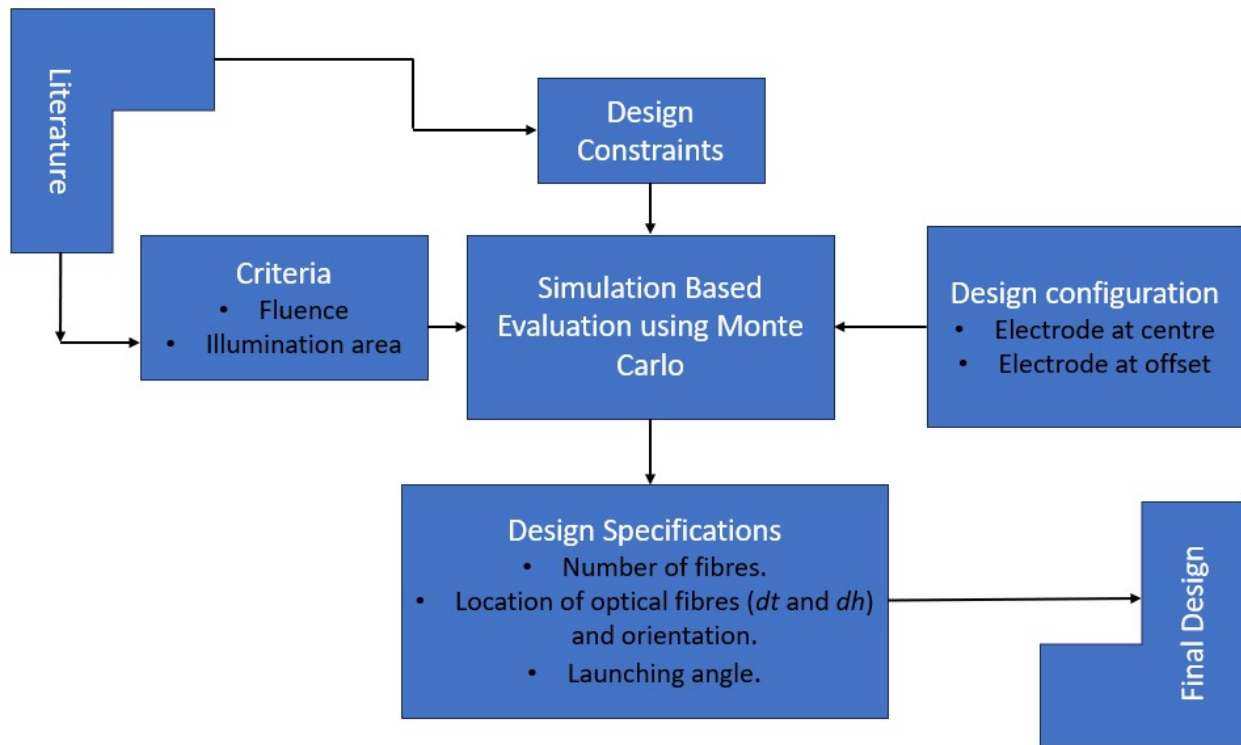 Literature
Design
Constraints
Criteria
• Fluence
• Illumination area
Simulation Based
Evaluation using Monte
Carlo
Design configuration
• Electrode at centre
• Electrode at offset
Design Specifications
• Number of fibres.
• Location of optical fibres (dt and dh)
and orientation.
• Launching angle.
Final Design